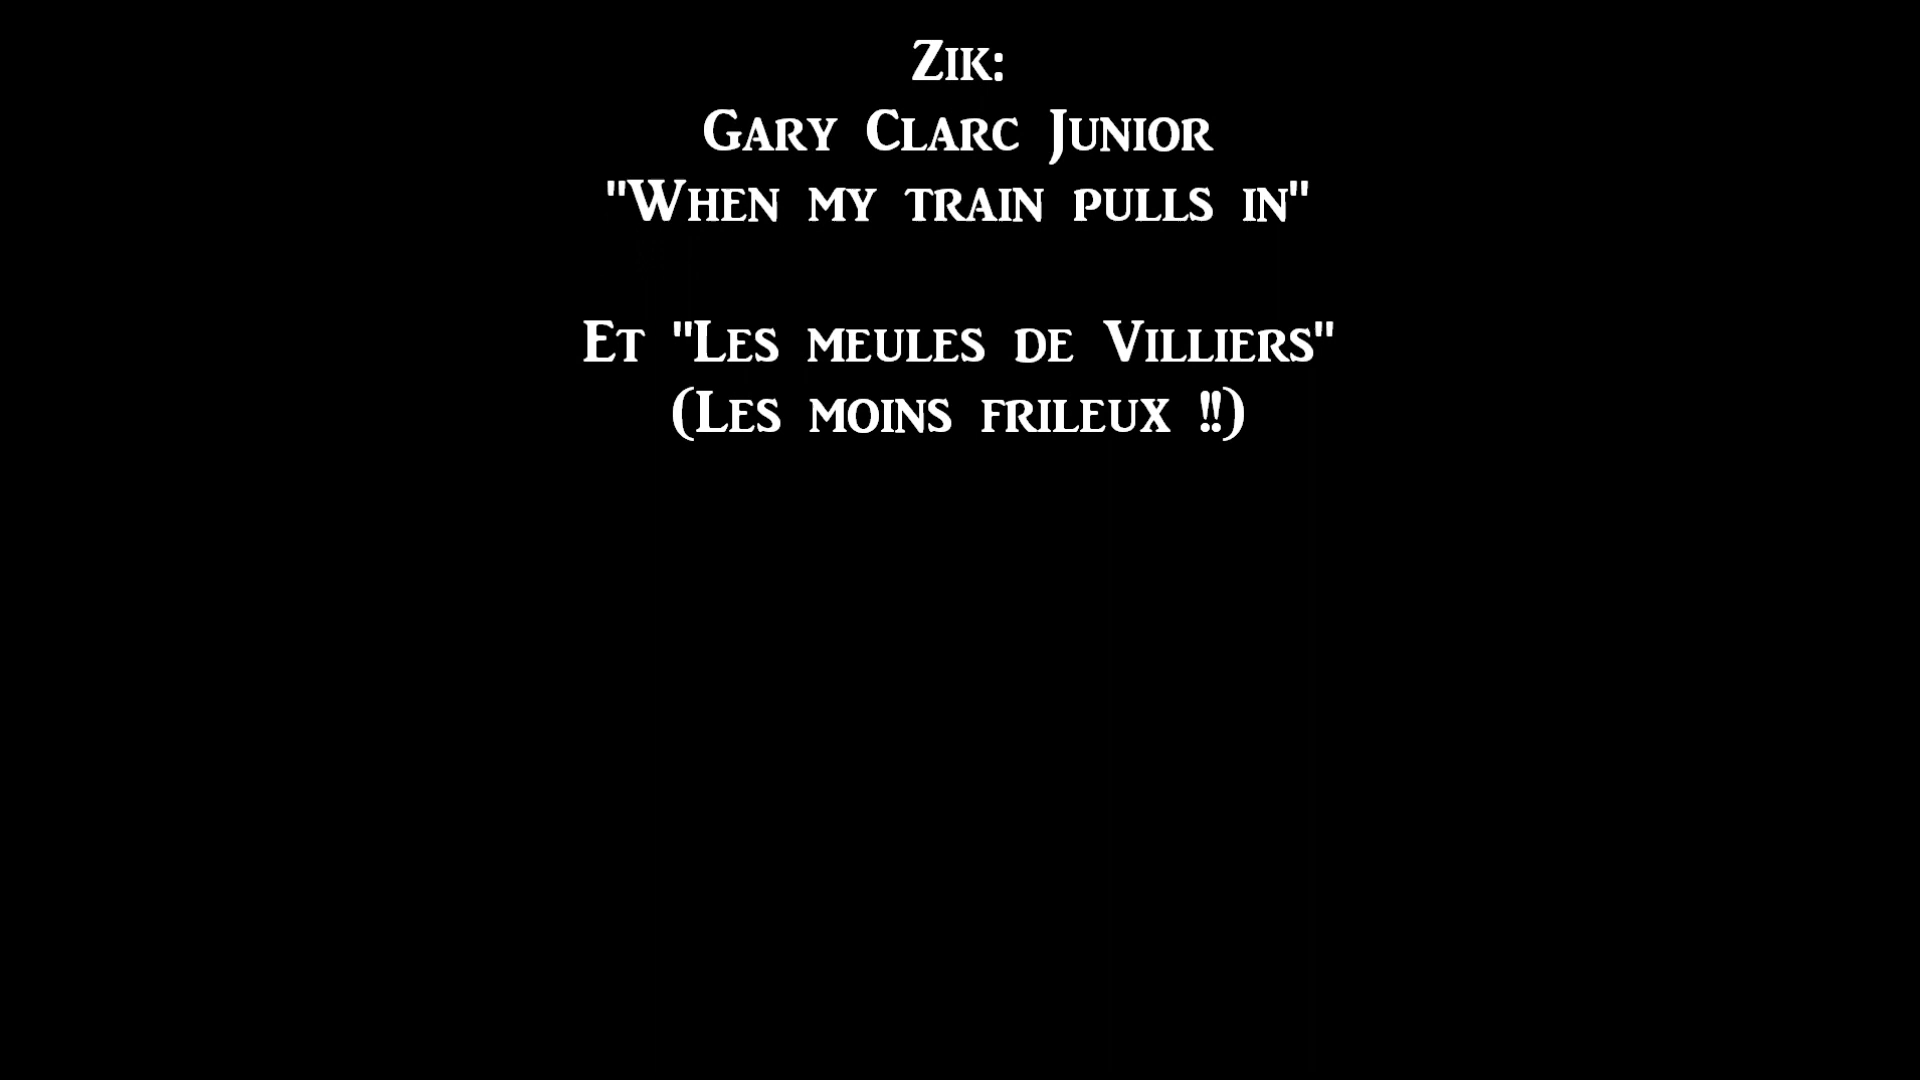 Zik:
Gary Clarc Junior
"When my train pulls in"
Et "Les meules de Villiers"
(Les moins frileux !!)